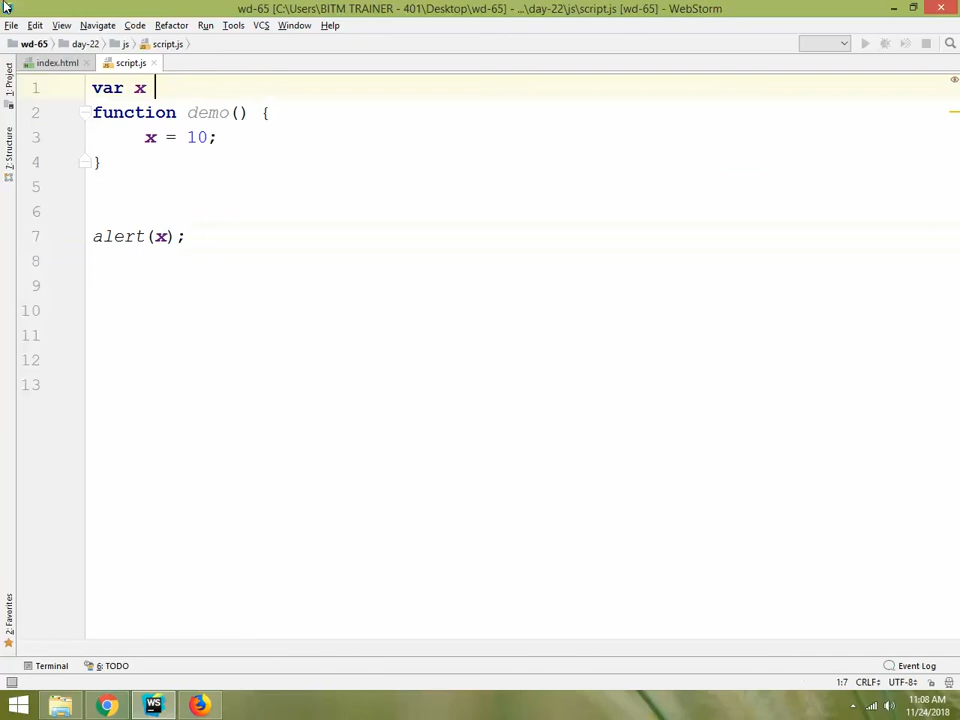 wd-65 [C:\Users\BITM TRAINER - 401\Desktop\wd-65] - ...\day-22\js\script.js [wd-65] - WebStorm
File Edit View Navigate Code Refactor Run Tools VCS Window Help
wd-65 day-22 js script.js
index.html script.js
1: Project
7: Structure
2: Favorites
1 var x
2 function demo() {
3 x = 10;
4 }
5
6
7 alert(x);
8
9
10
11
12
13
Terminal 6: TODO Event Log
1:7 CRLF UTF-8
WS
11:08 AM
11/24/2018